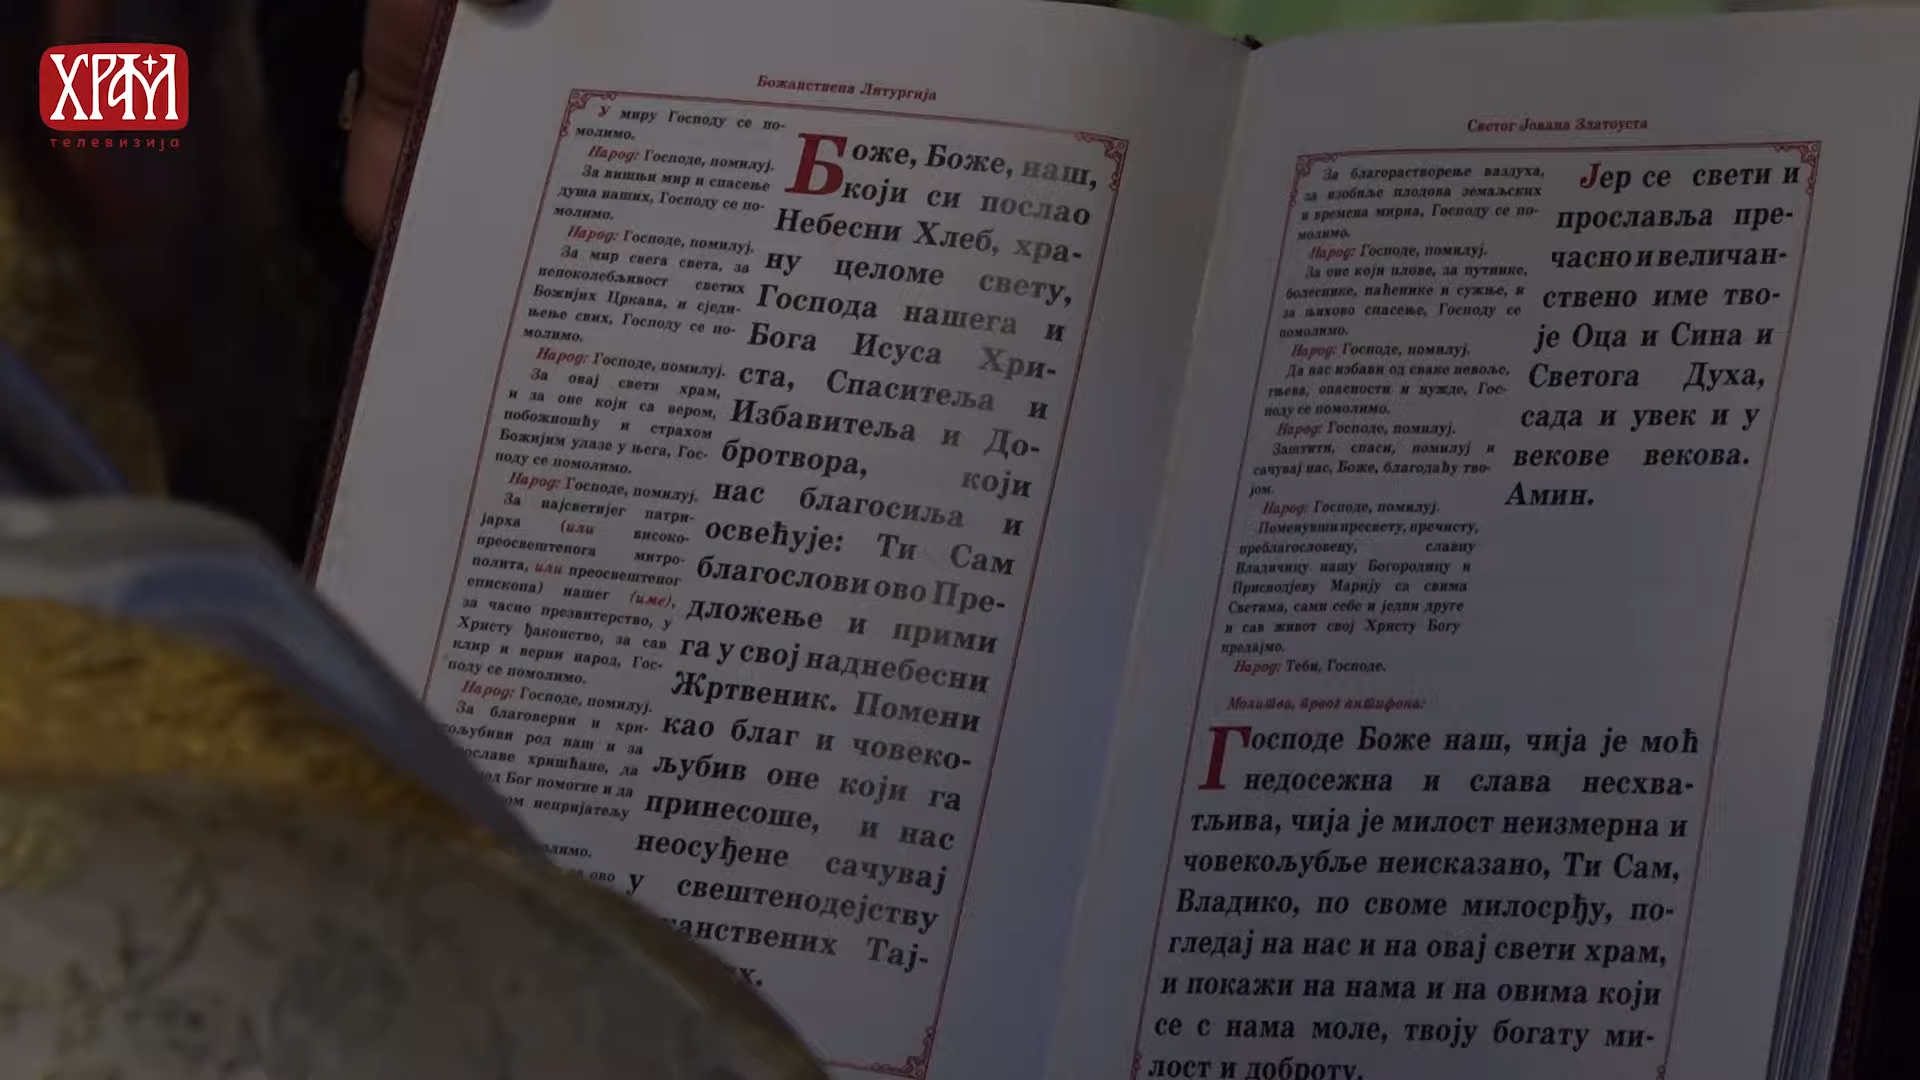 ХРАМ
телевизија
Божанствена Литургија
У миру Господу се по-
молимо.
Народ: Господе, помилуј.
За вишњи мир и спасење
душа наших, Господу се по-
молимо.
Народ: Господе, помилуј.
За мир свега света, за
непоколебљивост светих
Божијих Цркава, и сједи-
њење свих, Господу се по-
молимо.
Народ: Господе, помилуј.
За овај свети храм,
и за оне који са вером,
побожношћу и страхом
Божијим улазе у њега, Гос-
поду се помолимо.
Народ: Господе, помилуј.
За најсветијег патри-
јарха (или високо-
преосвештенога митро-
полита, или преосвештеног
епископа) нашег (име),
за часно презвитерство, у
Христу ђаконство, за сав
клир и верни народ, Гос-
поду се помолимо.
Народ: Господе, помилуј.
За благоверни и хри-
ољубиви род наш и за
ославе хришћане, да
од Бог помогне и да
ом непријатељу
олимо.
ово
Боже, Боже, наш,
који си послао
Небесни Хлеб, хра-
ну целоме свету,
Господа нашега и
Бога Исуса Хри-
ста, Спаситеља и
Избавитеља и До-
бротвора, који
нас благосиља и
освећује: Ти Сам
благослови ово Пре-
дложење и прими
га у свој наднебесни
Жртвеник. Помени
као благ и човеко-
љубив оне који га
принесоше, и нас
неосуђене сачувај
у свештенодејству
анствених Тај-
их.
Светог Јована Златоуста
За благорастворење ваздуха,
за изобиље плодова земаљских
и времена мирна, Господу се по-
молимо.
Народ: Господе, помилуј.
За оне који плове, за путнике,
болеснике, паћенике и сужње, и
за њихово спасење, Господу се
помолимо.
Народ: Господе, помилуј.
Да нас избави од сваке невоље,
гњева, опасности и нужде, Гос-
поду се помолимо.
Народ: Господе, помилуј.
Заштити, спаси, помилуј и
сачувај нас, Боже, благодаћу тво-
јом.
Народ: Господе, помилуј.
Поменувши пресвету, пречисту,
преблагословену, славну
Владичицу нашу Богородицу и
Приснодјеву Марију са свима
Светима, сами себе и једни друге
и сав живот свој Христу Богу
предајмо.
Народ: Теби, Господе.
Јер се свети и
прославља пре-
часно и величан-
ствено име тво-
је Оца и Сина и
Светога Духа,
сада и увек и у
векове векова.
Амин.
Молитва, првог антифона:
Господе Боже наш, чија је моћ
недосежна и слава несхва-
тљива, чија је милост неизмерна и
човекољубље неисказано, Ти Сам,
Владико, по своме милосрђу, по-
гледај на нас и на овај свети храм,
и покажи на нама и на овима који
се с нама моле, твоју богату ми-
лост и доброту.